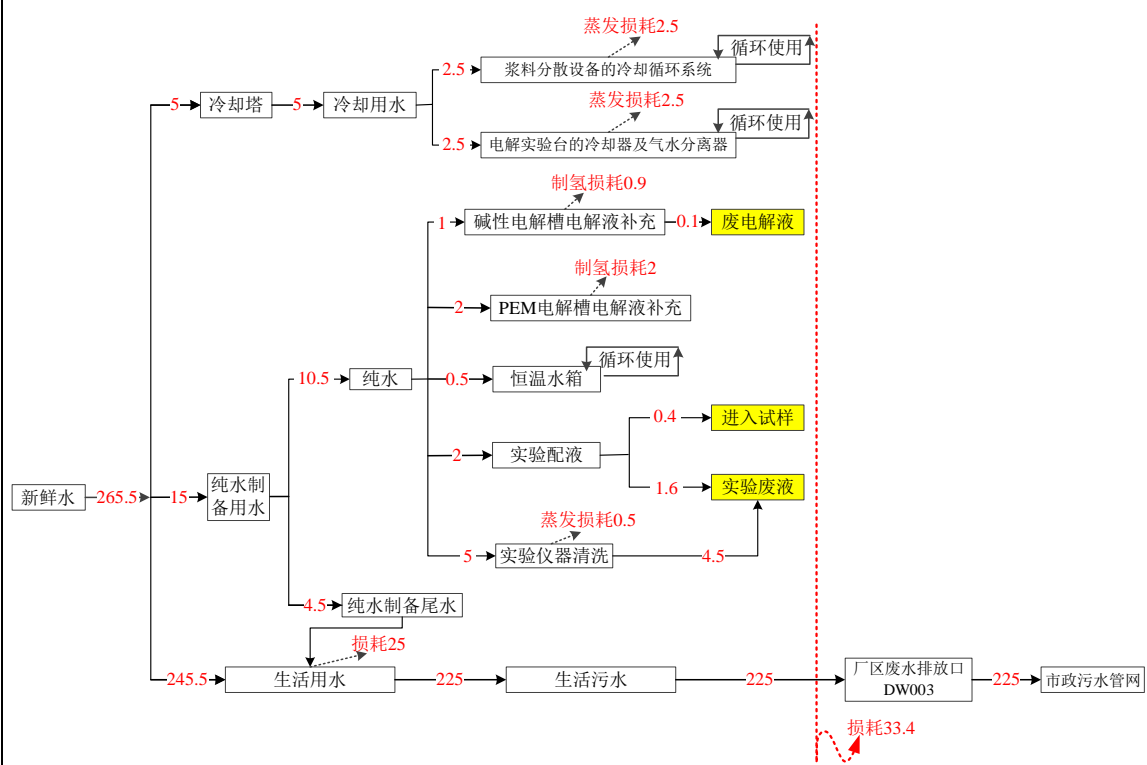 蒸发损耗2.5
循环使用
2.5
浆料分散设备的冷却循环系统
5
冷却塔
5
冷却用水
蒸发损耗2.5
循环使用
2.5
电解实验台的冷却器及气水分离器
制氢损耗0.9
1
碱性电解槽电解液补充
0.1
废电解液
制氢损耗2
2
PEM电解槽电解液补充
循环使用
10.5
纯水
0.5
恒温水箱
0.4
进入试样
2
实验配液
1.6
实验废液
新鲜水
265.5
15
纯水制
备用水
蒸发损耗0.5
5
实验仪器清洗
4.5
4.5
纯水制备尾水
损耗25
245.5
生活用水
225
生活污水
225
厂区废水排放口
DW003
225
市政污水管网
损耗33.4